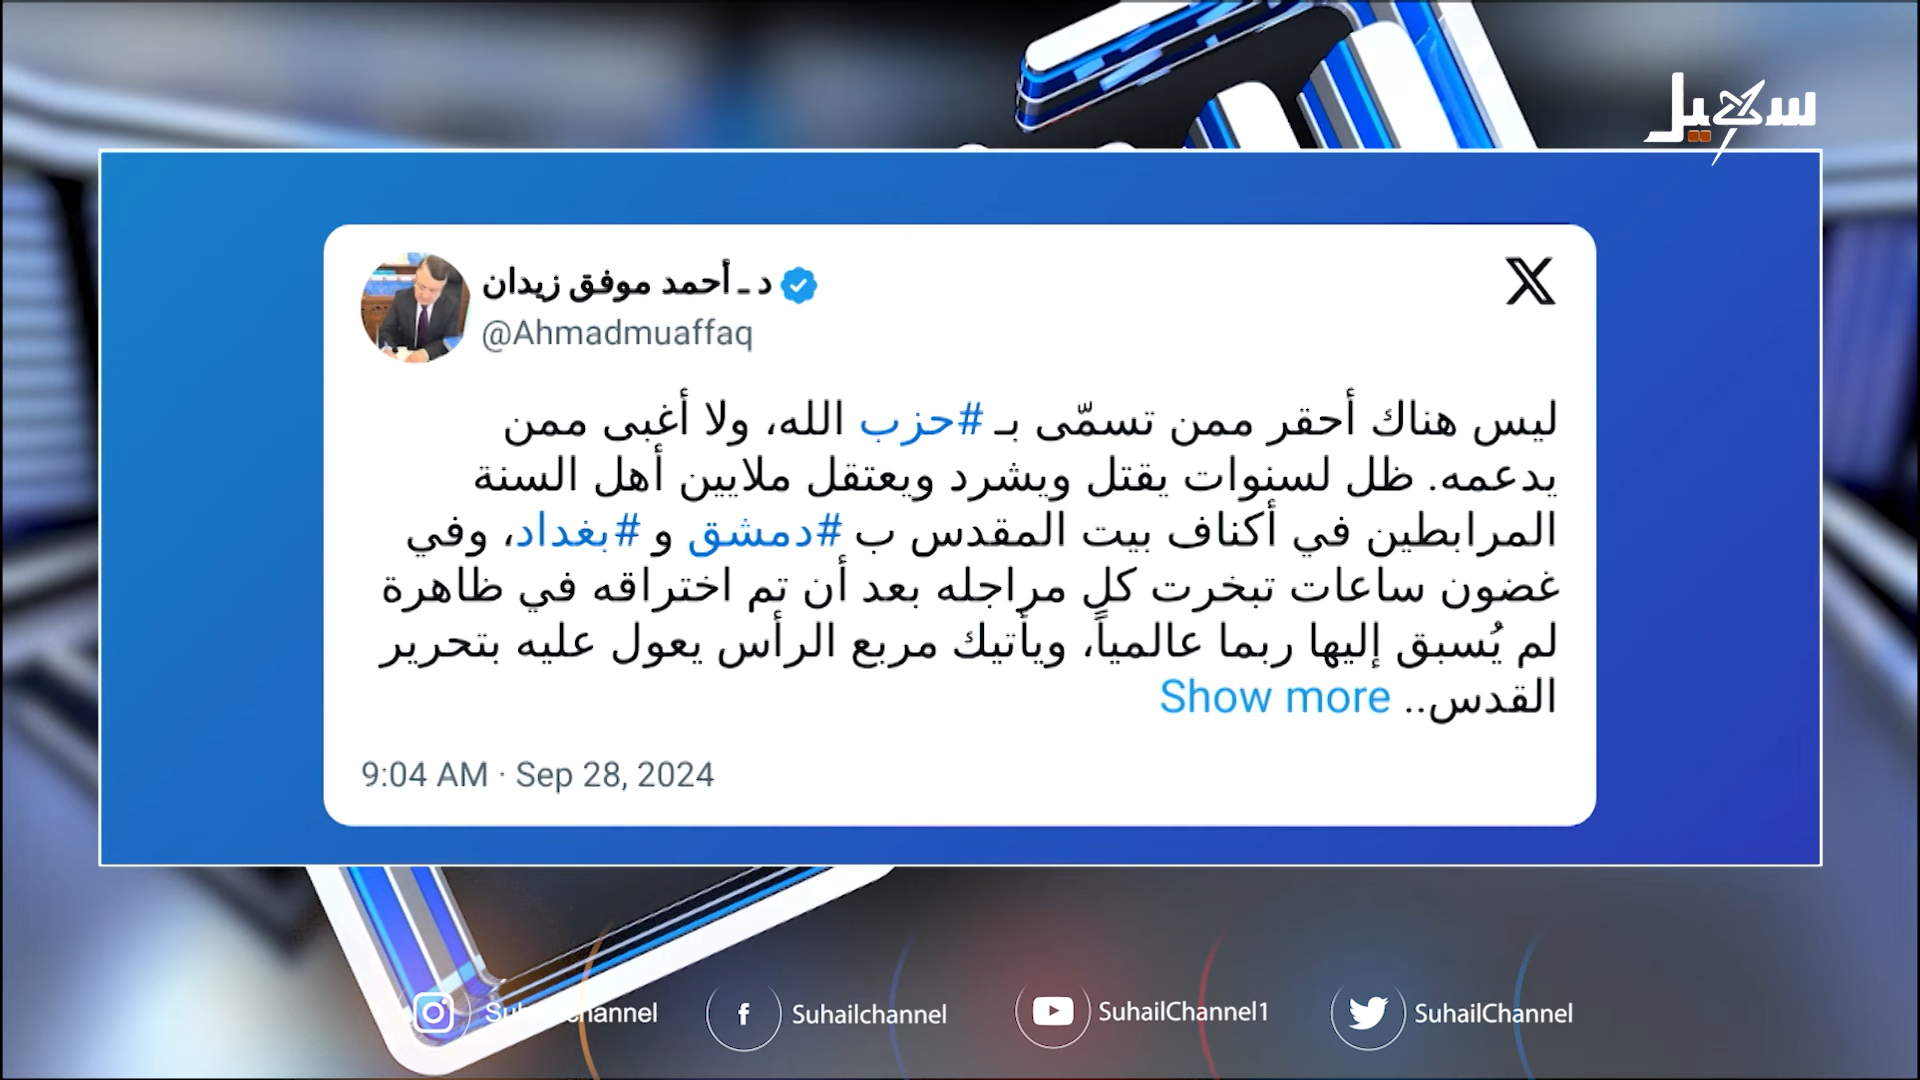 سهيل
د ـ أحمد موفق زيدان
@Ahmadmuaffaq
ليس هناك أحقر ممن تسمّى بـ #حزب الله، ولا أغبى ممن
يدعمه. ظل لسنوات يقتل ويشرد ويعتقل ملايين أهل السنة
المرابطين في أكناف بيت المقدس ب #دمشق و #بغداد، وفي
غضون ساعات تبخرت كل مراجله بعد أن تم اختراقه في ظاهرة
لم يُسبق إليها ربما عالمياً، ويأتيك مربع الرأس يعول عليه بتحرير
القدس.. Show more
9:04 AM · Sep 28, 2024
Suhailchannel
SuhailChannel1
SuhailChannel